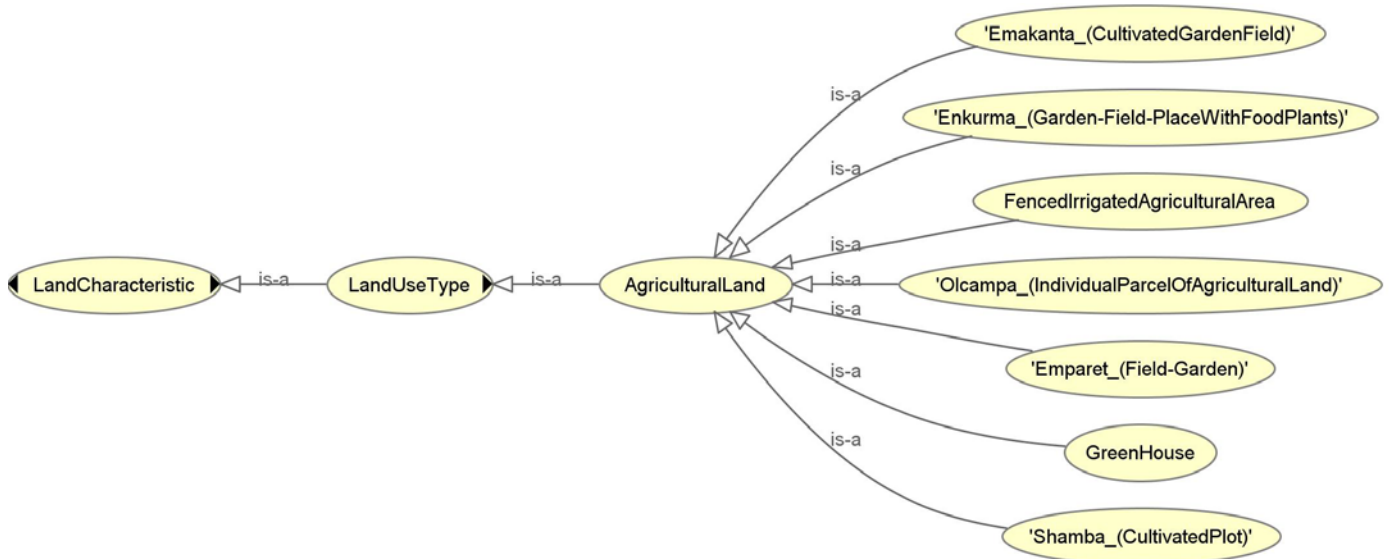 'Emakanta_(CultivatedGardenField)'
is-a
'Enkurma_(Garden-Field-PlaceWithFoodPlants)'
is-a
FencedIrrigatedAgriculturalArea
is-a
LandCharacteristic
is-a
LandUseType
is-a
AgriculturalLand
is-a
'Olcampa_(IndividualParcelOfAgriculturalLand)'
is-a
'Emparet_(Field-Garden)'
is-a
GreenHouse
is-a
'Shamba_(CultivatedPlot)'